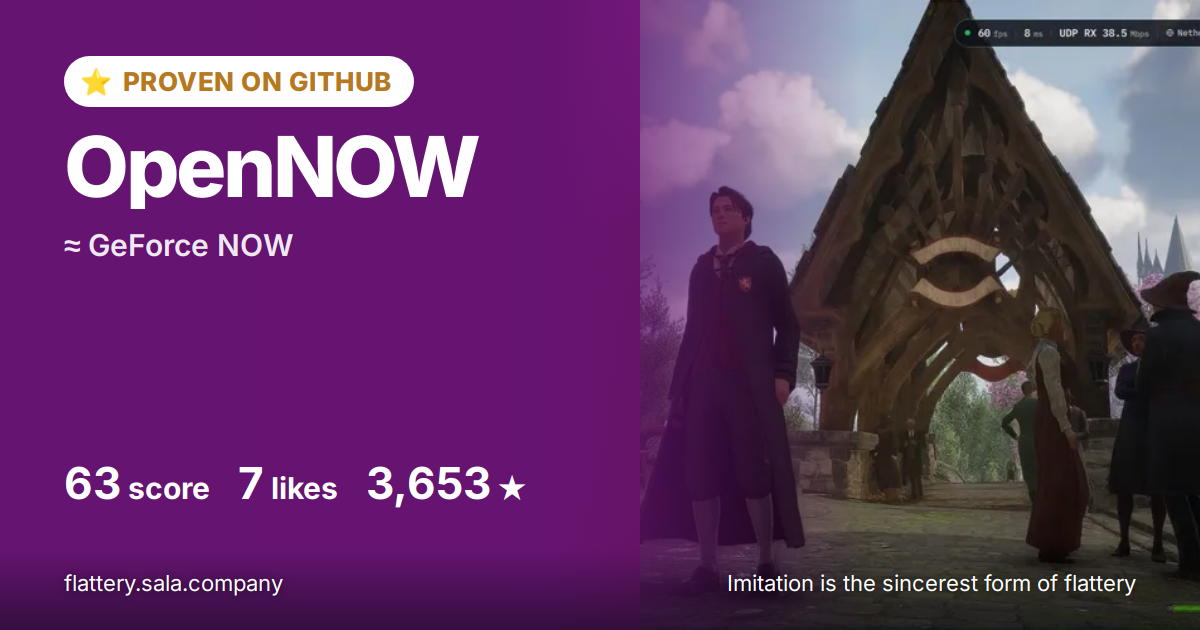 ⭐ PROVEN ON GITHUB
OpenNOW
≈ GeForce NOW
63 score 7 likes 3,653 ★
flattery.sala.company
60 fps 8 ms UDP RX 38.5 Mbps Neth
Imitation is the sincerest form of flattery